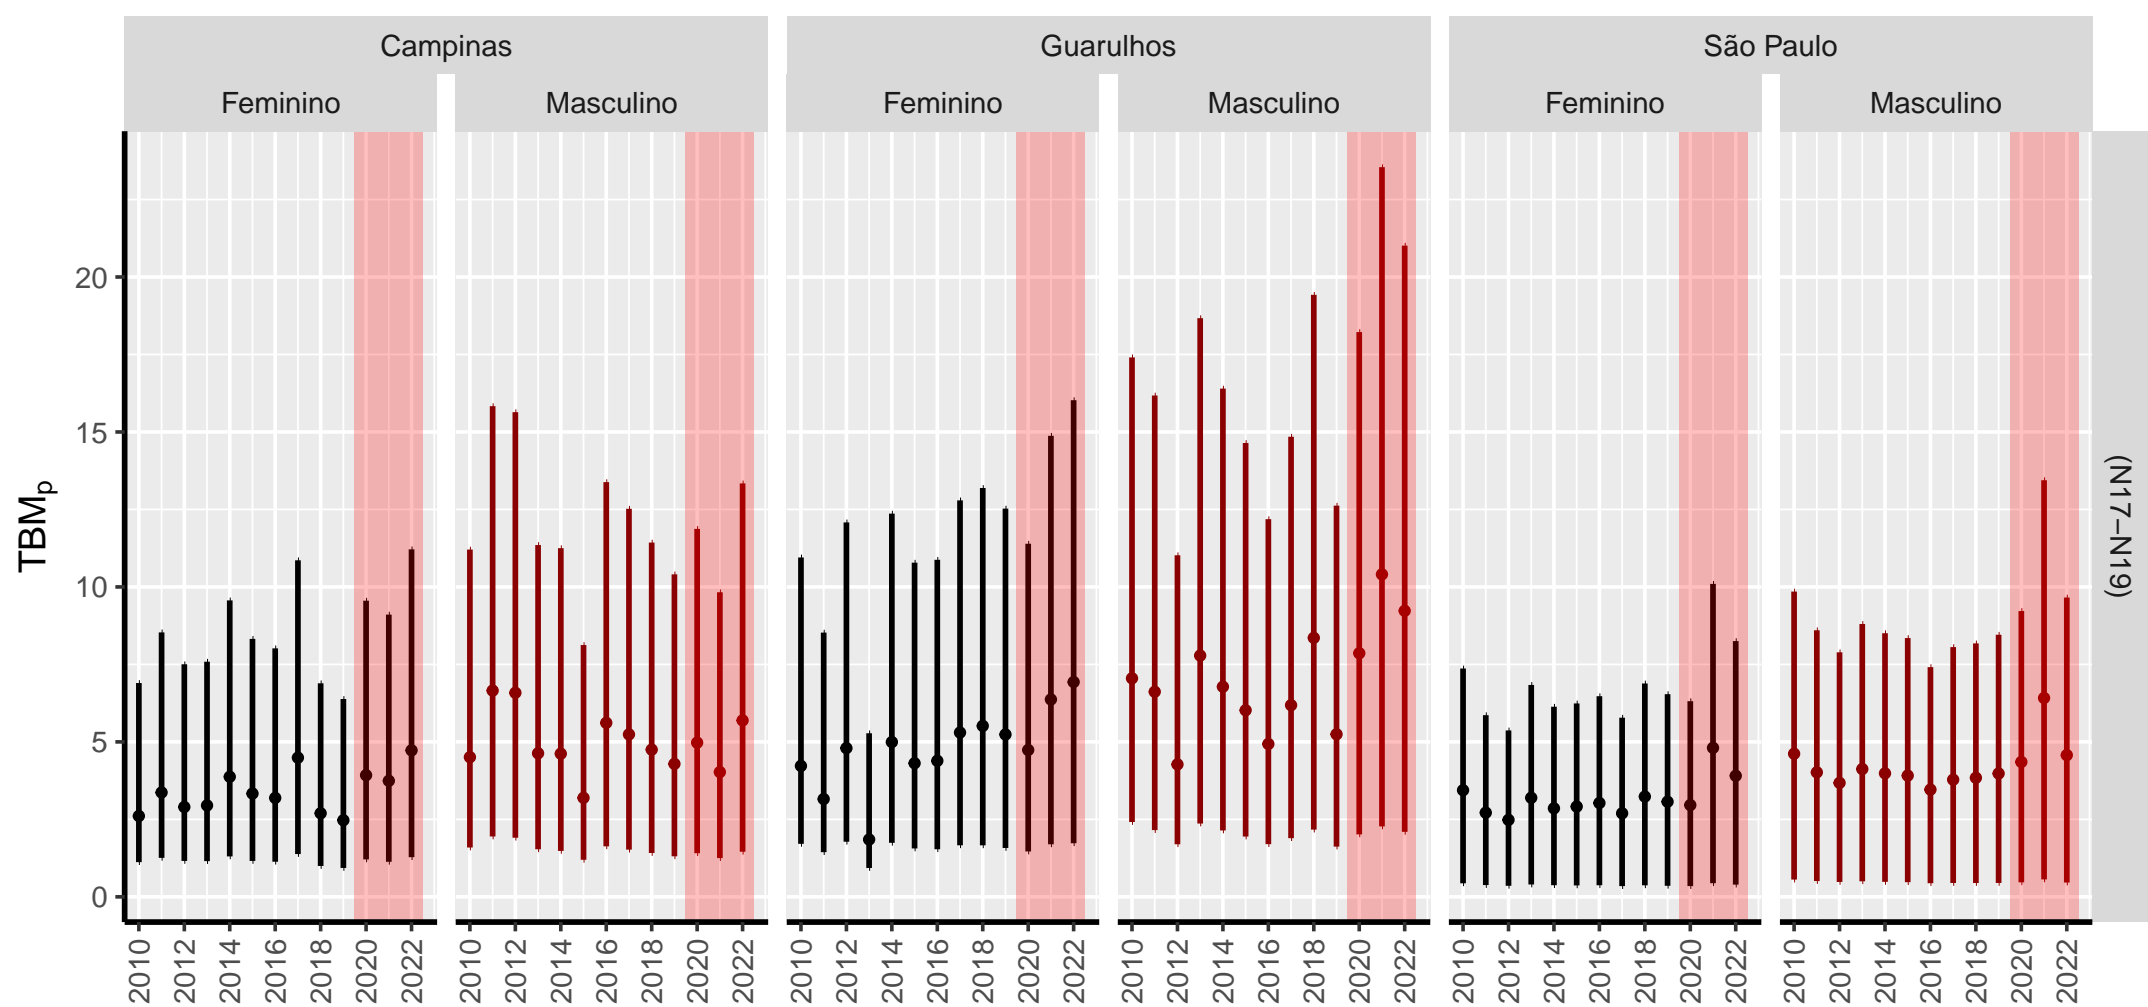 Campinas Guarulhos São Paulo
Feminino Masculino Feminino Masculino Feminino Masculino
TBMp
20
15
10
5
0
(N17–N19)
2010 2012 2014 2016 2018 2020 2022 2010 2012 2014 2016 2018 2020 2022 2010 2012 2014 2016 2018 2020 2022 2010 2012 2014 2016 2018 2020 2022 2010 2012 2014 2016 2018 2020 2022 2010 2012 2014 2016 2018 2020 2022